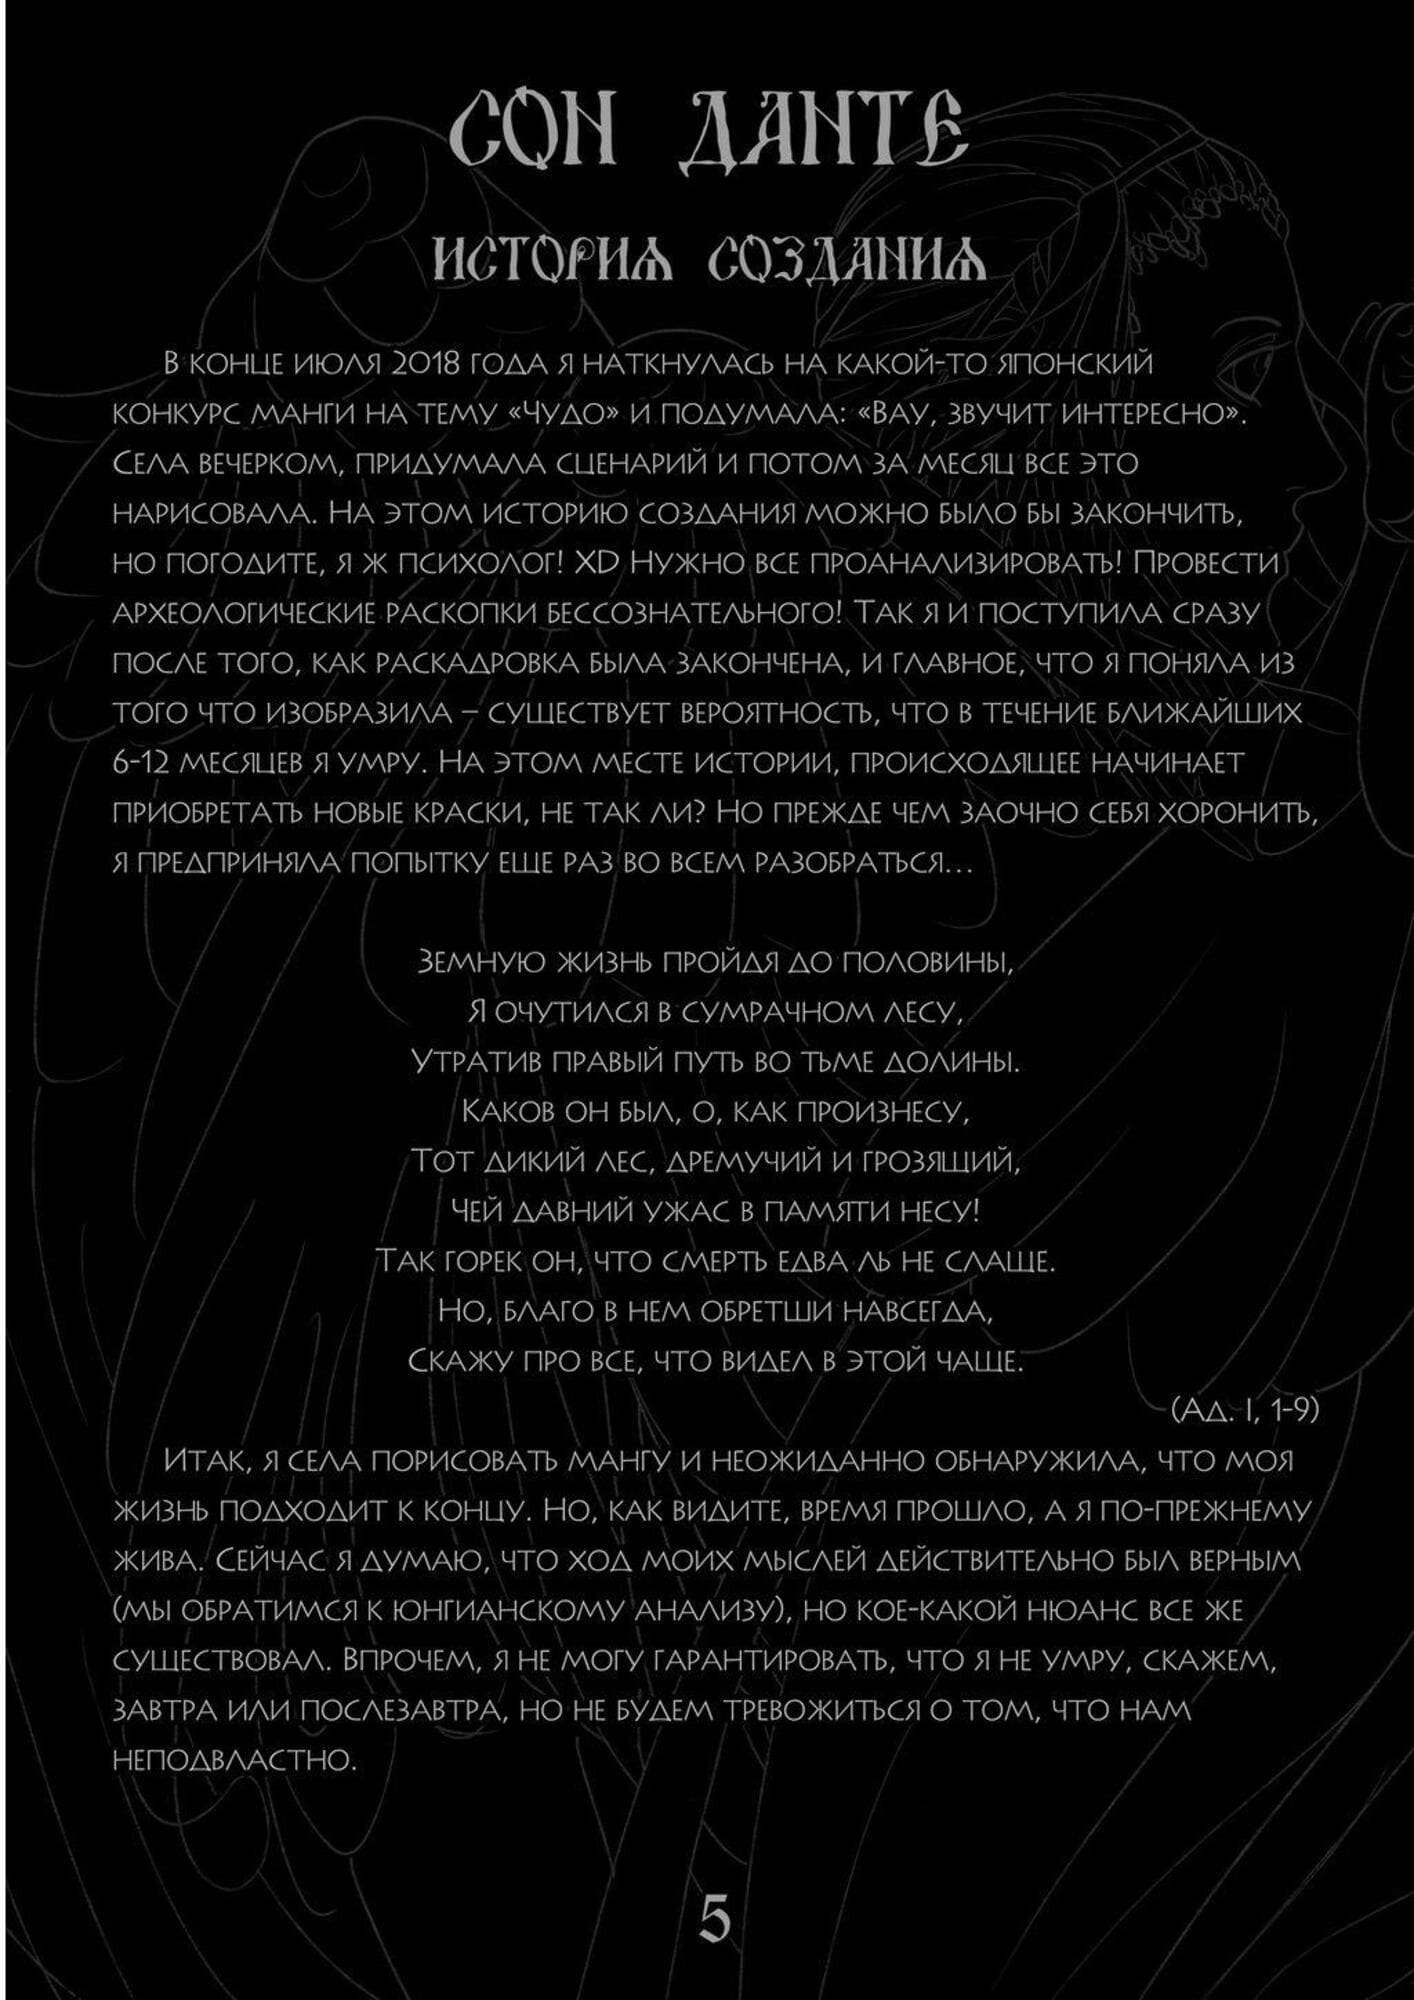 СОН ДАНТЕ
ИСТОРИЯ СОЗДАНИЯ
В конце июля 2018 года я наткнулась на какой-то японский
конкурс манги на тему «Чудо» и подумала: «Вау, звучит интересно».
Села вечерком, придумала сценарий и потом за месяц все это
нарисовала. На этом историю создания можно было бы закончить,
но погодите, я ж психолог! XD Нужно все проанализировать! Провести
археологические раскопки бессознательного! Так я и поступила сразу
после того, как раскадровка была закончена, и главное, что я поняла из
того что изобразила – существует вероятность, что в течение ближайших
6-12 месяцев я умру. На этом месте истории, происходящее начинает
приобретать новые краски, не так ли? Но прежде чем заочно себя хоронить,
я предприняла попытку еще раз во всем разобраться...
Земную жизнь пройдя до половины,
Я очутился в сумрачном лесу,
Утратив правый путь во тьме долины.
Каков он был, о, как произнесу,
Тот дикий лес, дремучий и грозящий,
Чей давний ужас в памяти несу!
Так горек он, что смерть едва ль не слаще.
Но, благо в нем обретши навсегда,
Скажу про все, что видел в этой чаще.
(Ад. I, 1-9)
Итак, я села порисовать мангу и неожиданно обнаружила, что моя
жизнь подходит к концу. Но, как видите, время прошло, а я по-прежнему
жива. Сейчас я думаю, что ход моих мыслей действительно был верным
(мы обратимся к юнгианскому анализу), но кое-какой нюанс все же
существовал. Впрочем, я не могу гарантировать, что я не умру, скажем,
завтра или послезавтра, но не будем тревожиться о том, что нам
неподвластно.
5